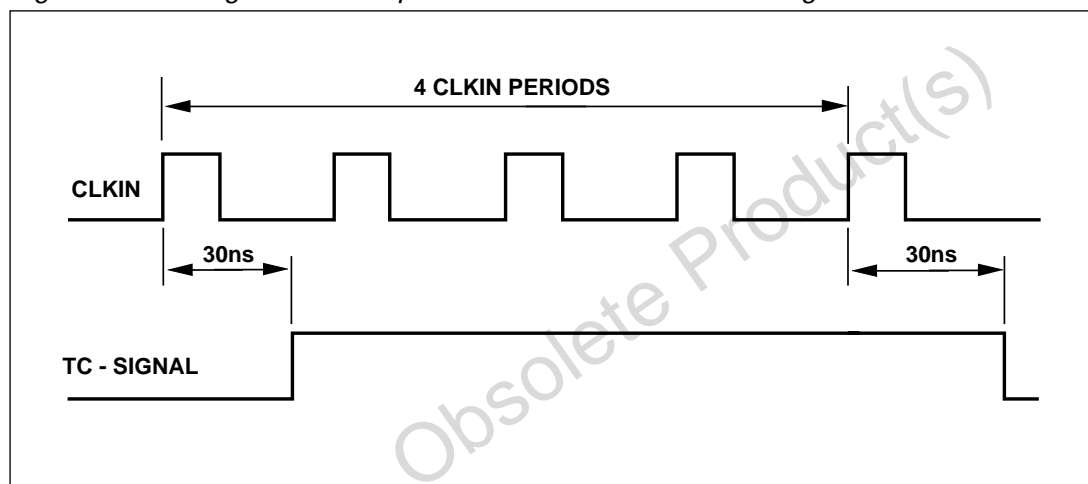 4 CLKIN PERIODS
CLKIN
30ns
30ns
TC - SIGNAL
Obsolete Product(s)